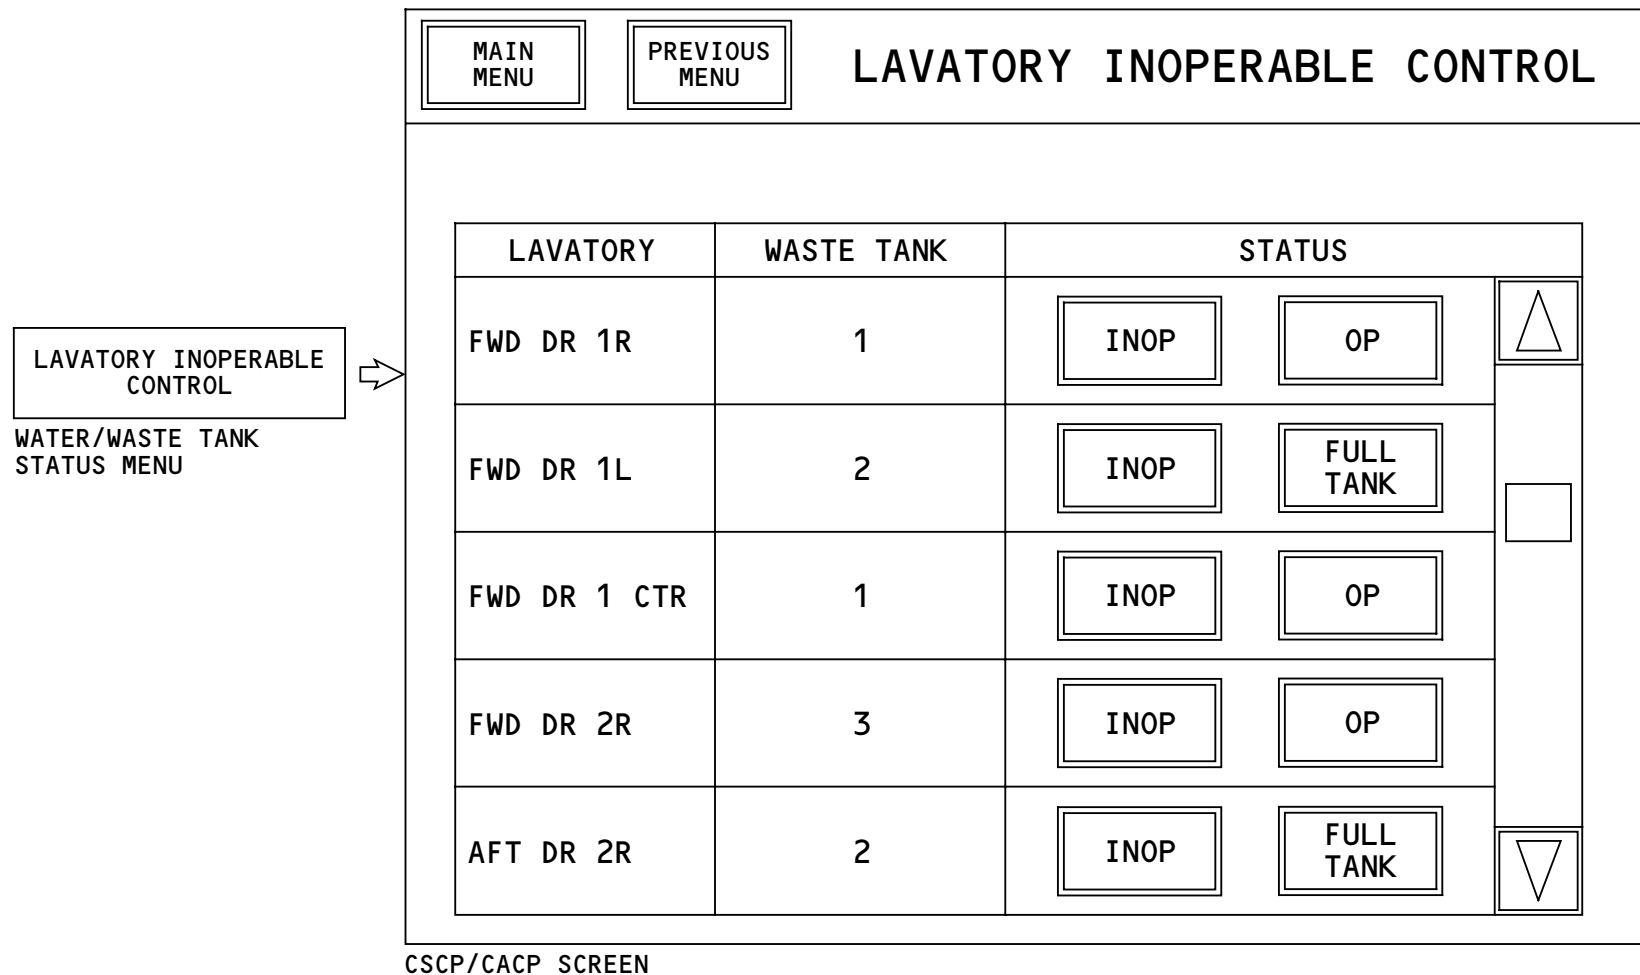 MAIN
MENU
PREVIOUS
MENU
LAVATORY INOPERABLE CONTROL
LAVATORY INOPERABLE
CONTROL
WATER/WASTE TANK
STATUS MENU
LAVATORY WASTE TANK STATUS
FWD DR 1R 1 INOP OP
FWD DR 1L 2 INOP FULL
TANK
FWD DR 1 CTR 1 INOP OP
FWD DR 2R 3 INOP OP
AFT DR 2R 2 INOP FULL
TANK
CSCP/CACP SCREEN